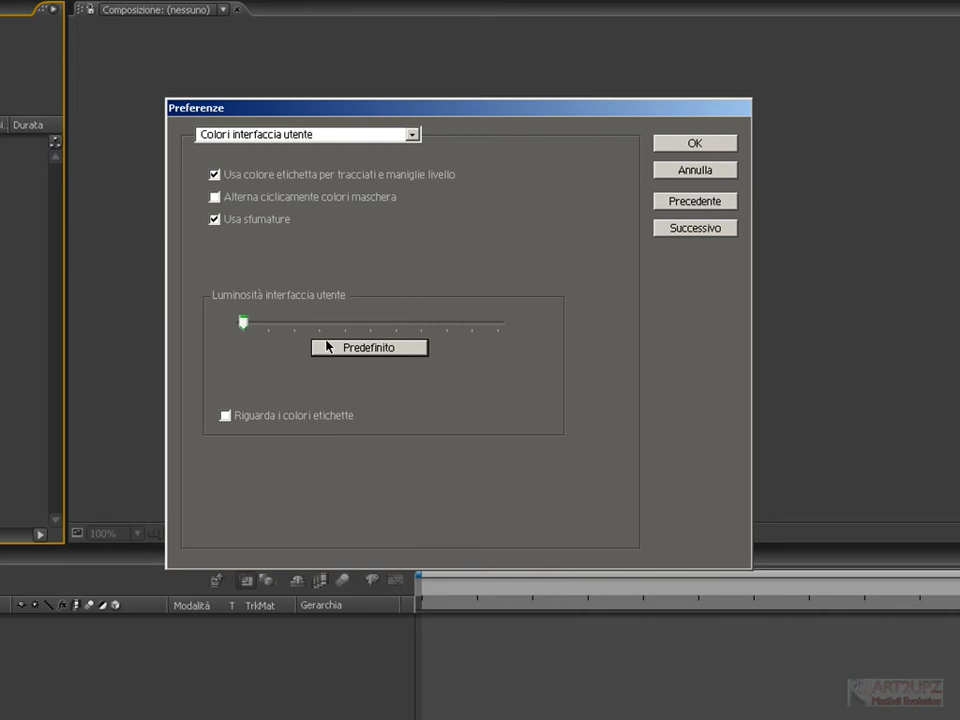 Composizione: (nessuno)
Durata
Preferenze
Colori interfaccia utente
OK
Annulla
Precedente
Successivo
Usa colore etichetta per tracciati e maniglie livello
Alterna ciclicamente colori maschera
Usa sfumature
Luminosità interfaccia utente
Predefinito
Riguarda i colori etichette
100%
Modalità T TrkMat Gerarchia
ART2UPZ